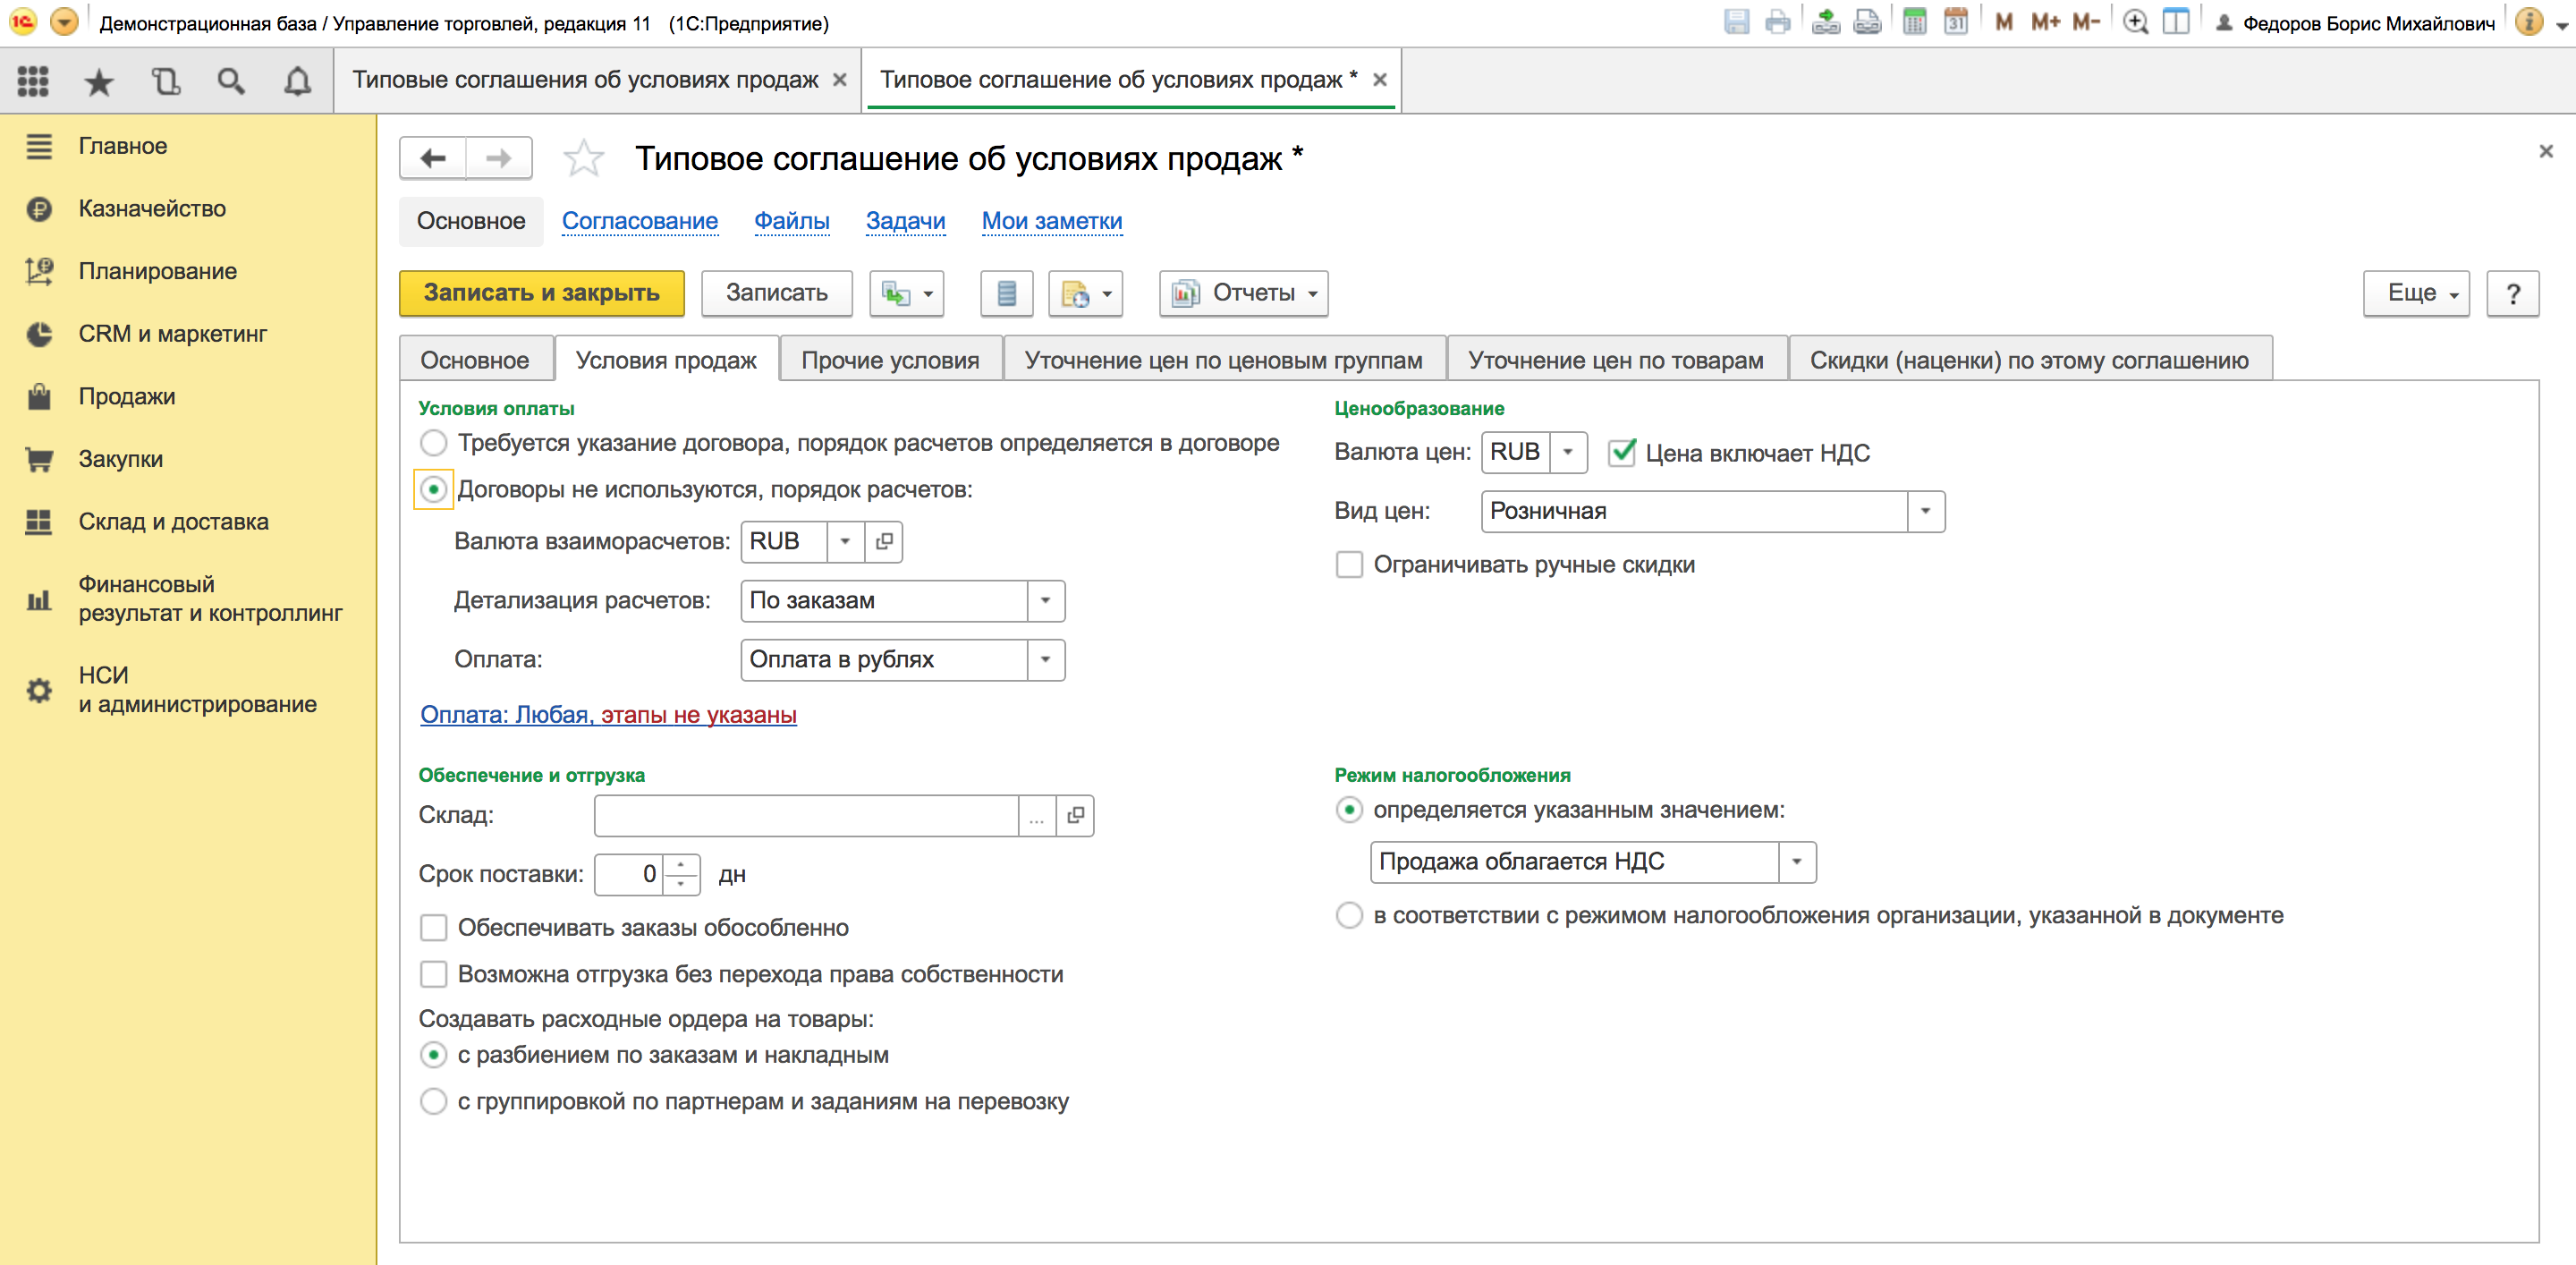 Демонстрационная база / Управление торговлей, редакция 11 (1С:Предприятие)
31 M M+ M- Федоров Борис Михайлович
Типовые соглашения об условиях продаж
Типовое соглашение об условиях продаж *
Главное
Казначейство
Планирование
CRM и маркетинг
Продажи
Закупки
Склад и доставка
Финансовый
результат и контроллинг
НСИ
и администрирование
Типовое соглашение об условиях продаж *
Основное Согласование Файлы Задачи Мои заметки
Записать и закрыть Записать Отчеты Еще ?
Основное Условия продаж Прочие условия Уточнение цен по ценовым группам Уточнение цен по товарам Скидки (наценки) по этому соглашению
Условия оплаты
Требуется указание договора, порядок расчетов определяется в договоре
Договоры не используются, порядок расчетов:
Валюта взаиморасчетов: RUB
Детализация расчетов: По заказам
Оплата: Оплата в рублях
Оплата: Любая, этапы не указаны
Ценообразование
Валюта цен: RUB Цена включает НДС
Вид цен: Розничная
Ограничивать ручные скидки
Обеспечение и отгрузка
Склад: ...
Срок поставки: 0 дн
Обеспечивать заказы обособленно
Возможна отгрузка без перехода права собственности
Создавать расходные ордера на товары:
с разбиением по заказам и накладным
с группировкой по партнерам и заданиям на перевозку
Режим налогообложения
определяется указанным значением:
Продажа облагается НДС
в соответствии с режимом налогообложения организации, указанной в документе